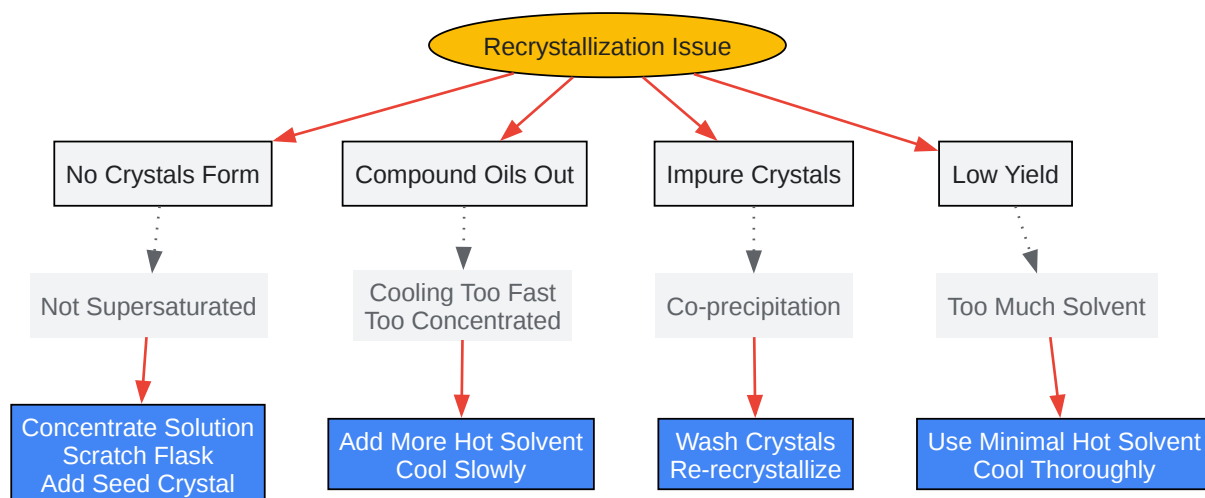 Recrystallization Issue
No Crystals Form
Compound Oils Out
Impure Crystals
Low Yield
Not Supersaturated
Cooling Too Fast
Too Concentrated
Co-precipitation
Too Much Solvent
Concentrate Solution
Scratch Flask
Add Seed Crystal
Add More Hot Solvent
Cool Slowly
Wash Crystals
Re-recrystallize
Use Minimal Hot Solvent
Cool Thoroughly